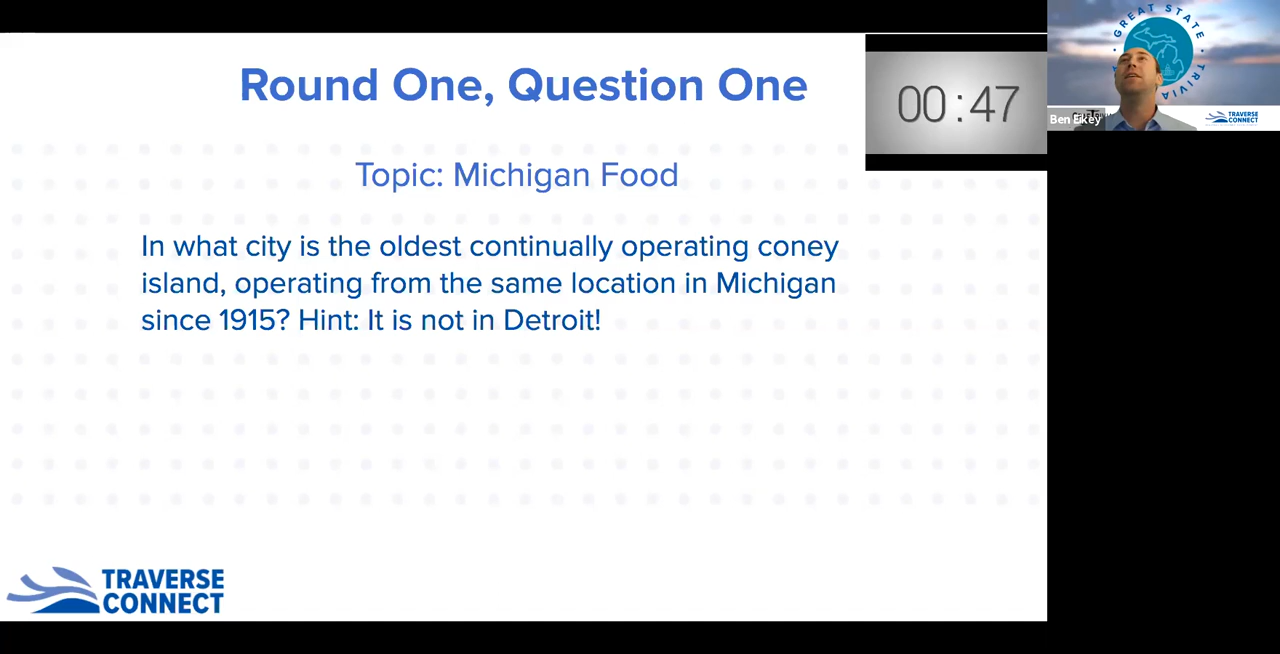 Round One, Question One
Topic: Michigan Food
In what city is the oldest continually operating coney
island, operating from the same location in Michigan
since 1915? Hint: It is not in Detroit!
TRAVERSE
CONNECT
00:47
GREAT STATE
TRIVIA
Ben Eikey
TRAVERSE
CONNECT